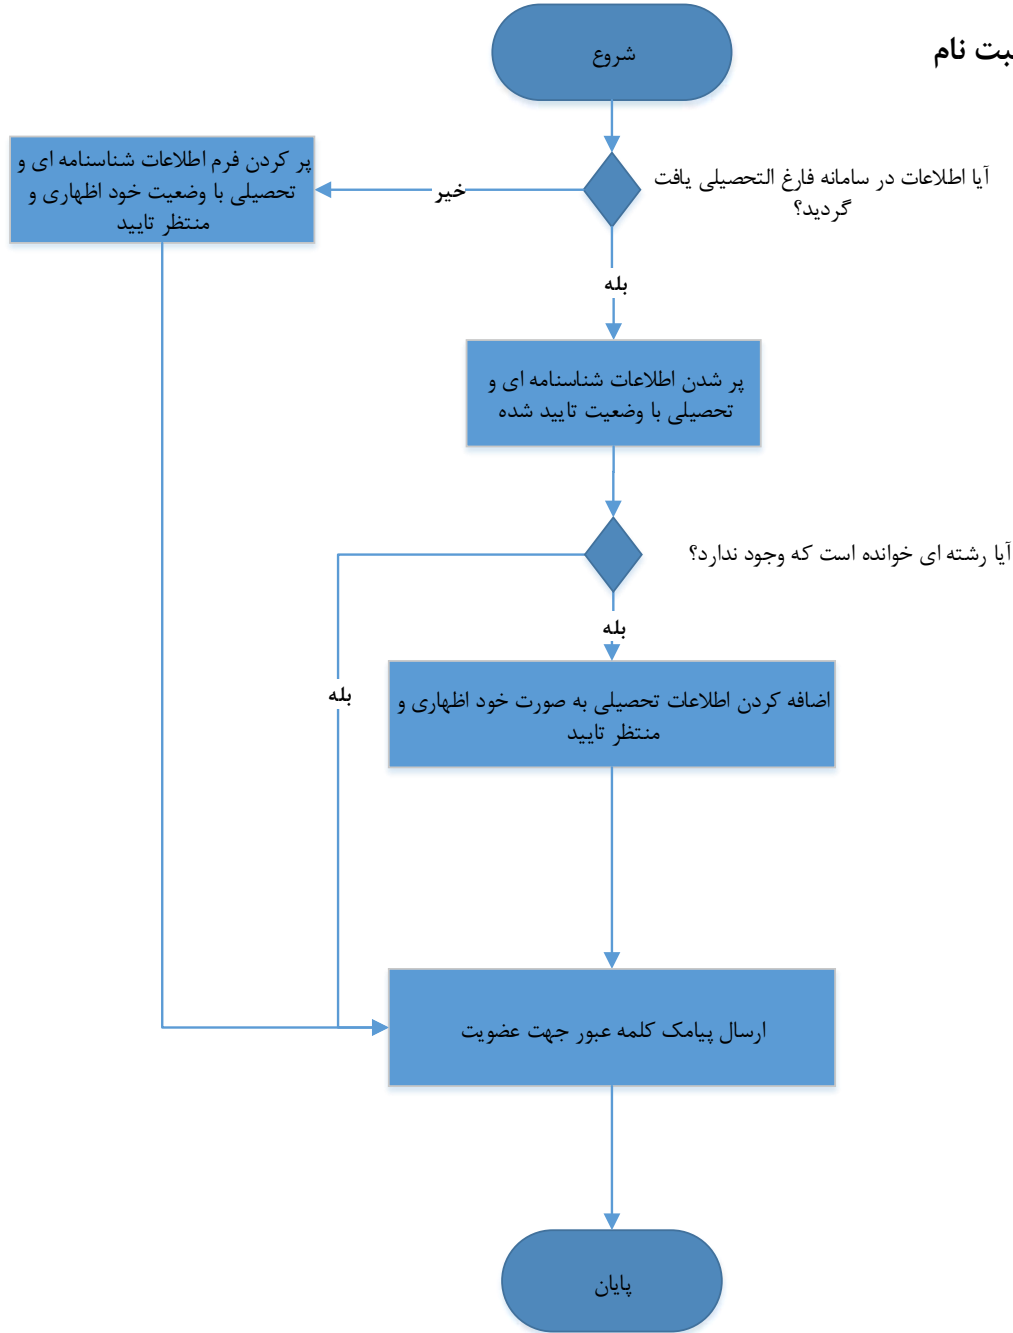 شروع
بت نام
آیا اطلاعات در سامانه فارغ التحصیلی یافت
گردید؟
خیر
پر کردن فرم اطلاعات شناسنامه ای و
تحصیلی با وضعیت خود اظهاری و
منتظر تایید
بله
پر شدن اطلاعات شناسنامه ای و
تحصیلی با وضعیت تایید شده
آیا رشته ای خوانده است که وجود ندارد؟
بله
بله
اضافه کردن اطلاعات تحصیلی به صورت خود اظهاری و
منتظر تایید
ارسال پیامک کلمه عبور جهت عضویت
پایان